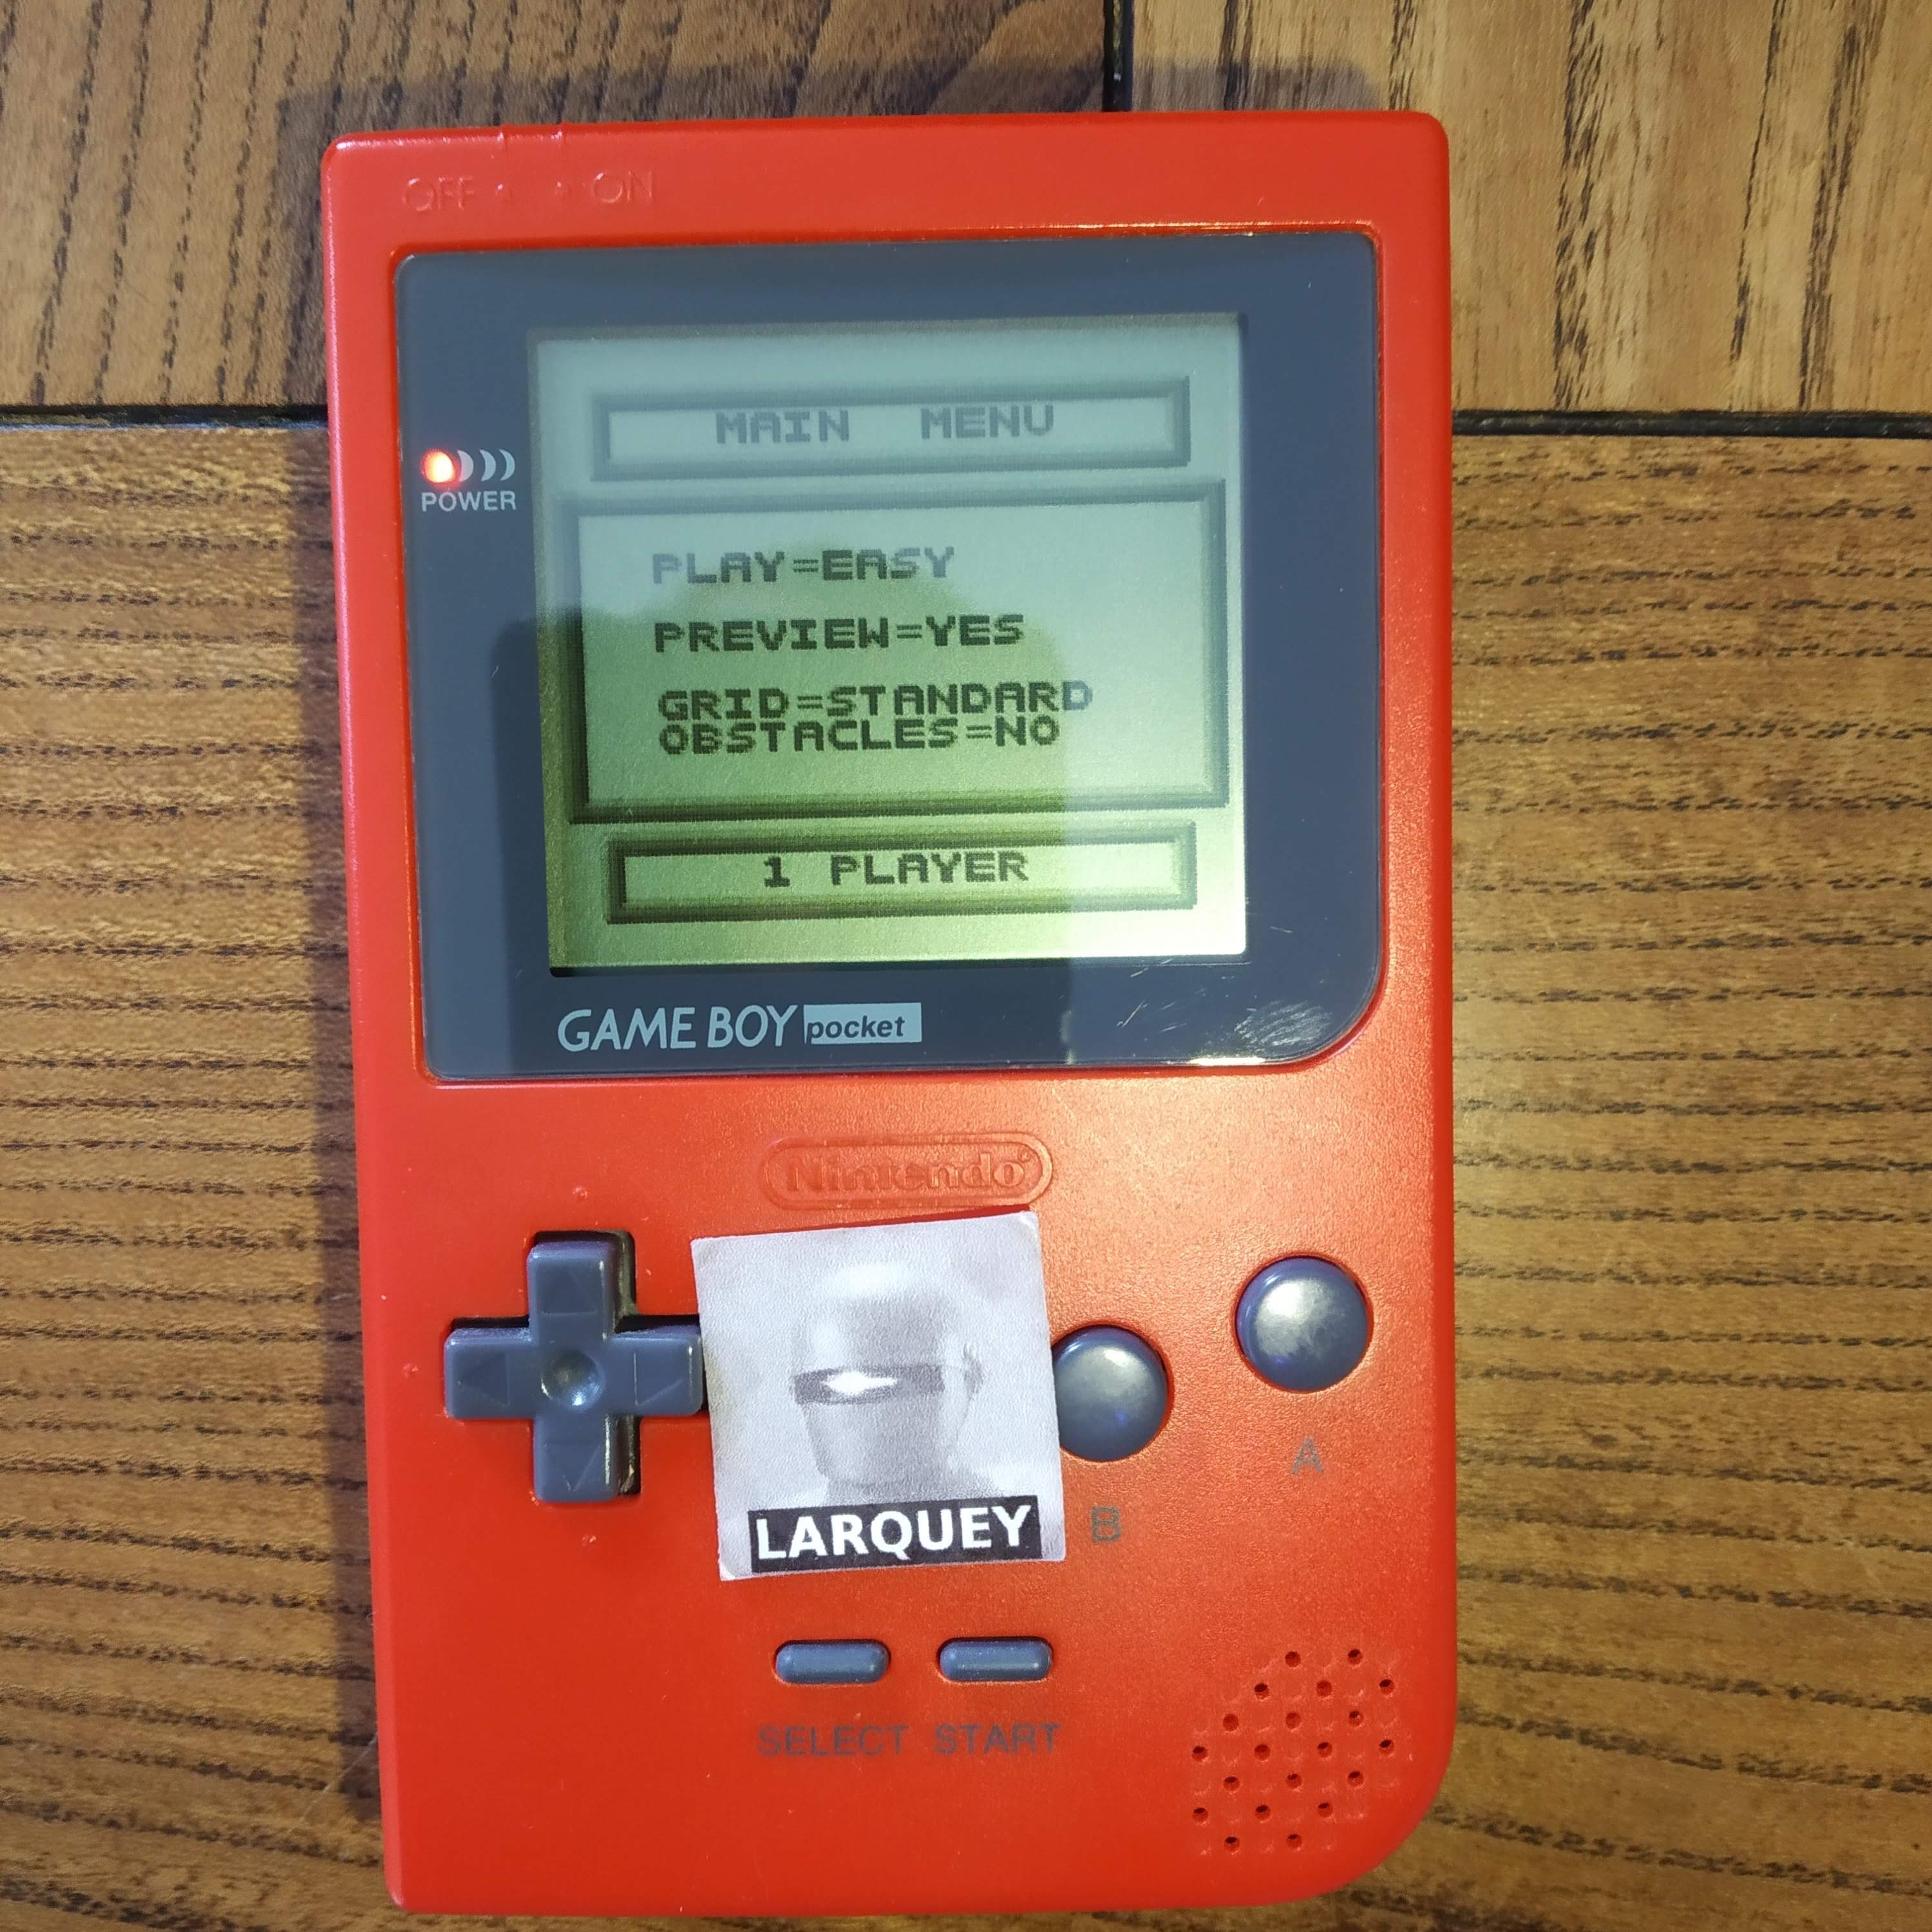 OFF ON
MAIN MENU
POWER
PLAY=EASY
PREVIEW=YES
GRID=STANDARD
OBSTACLES=NO
1 PLAYER
GAME BOY pocket
Nintendo
A
B
LARQUEY
SELECT START